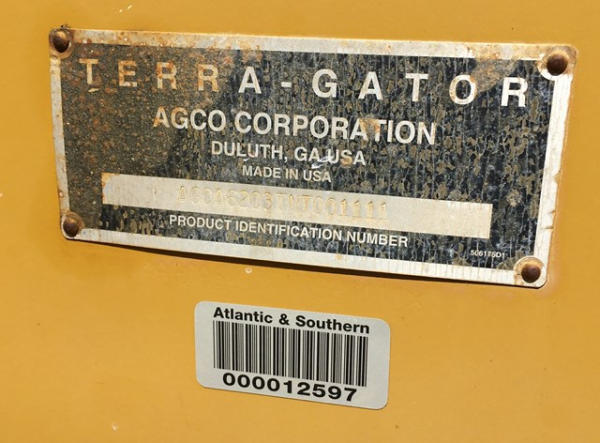 TERRA-GATOR
AGCO CORPORATION
DULUTH, GA USA
MADE IN USA
PRODUCT IDENTIFICATION NUMBER
Atlantic & Southern
000012597